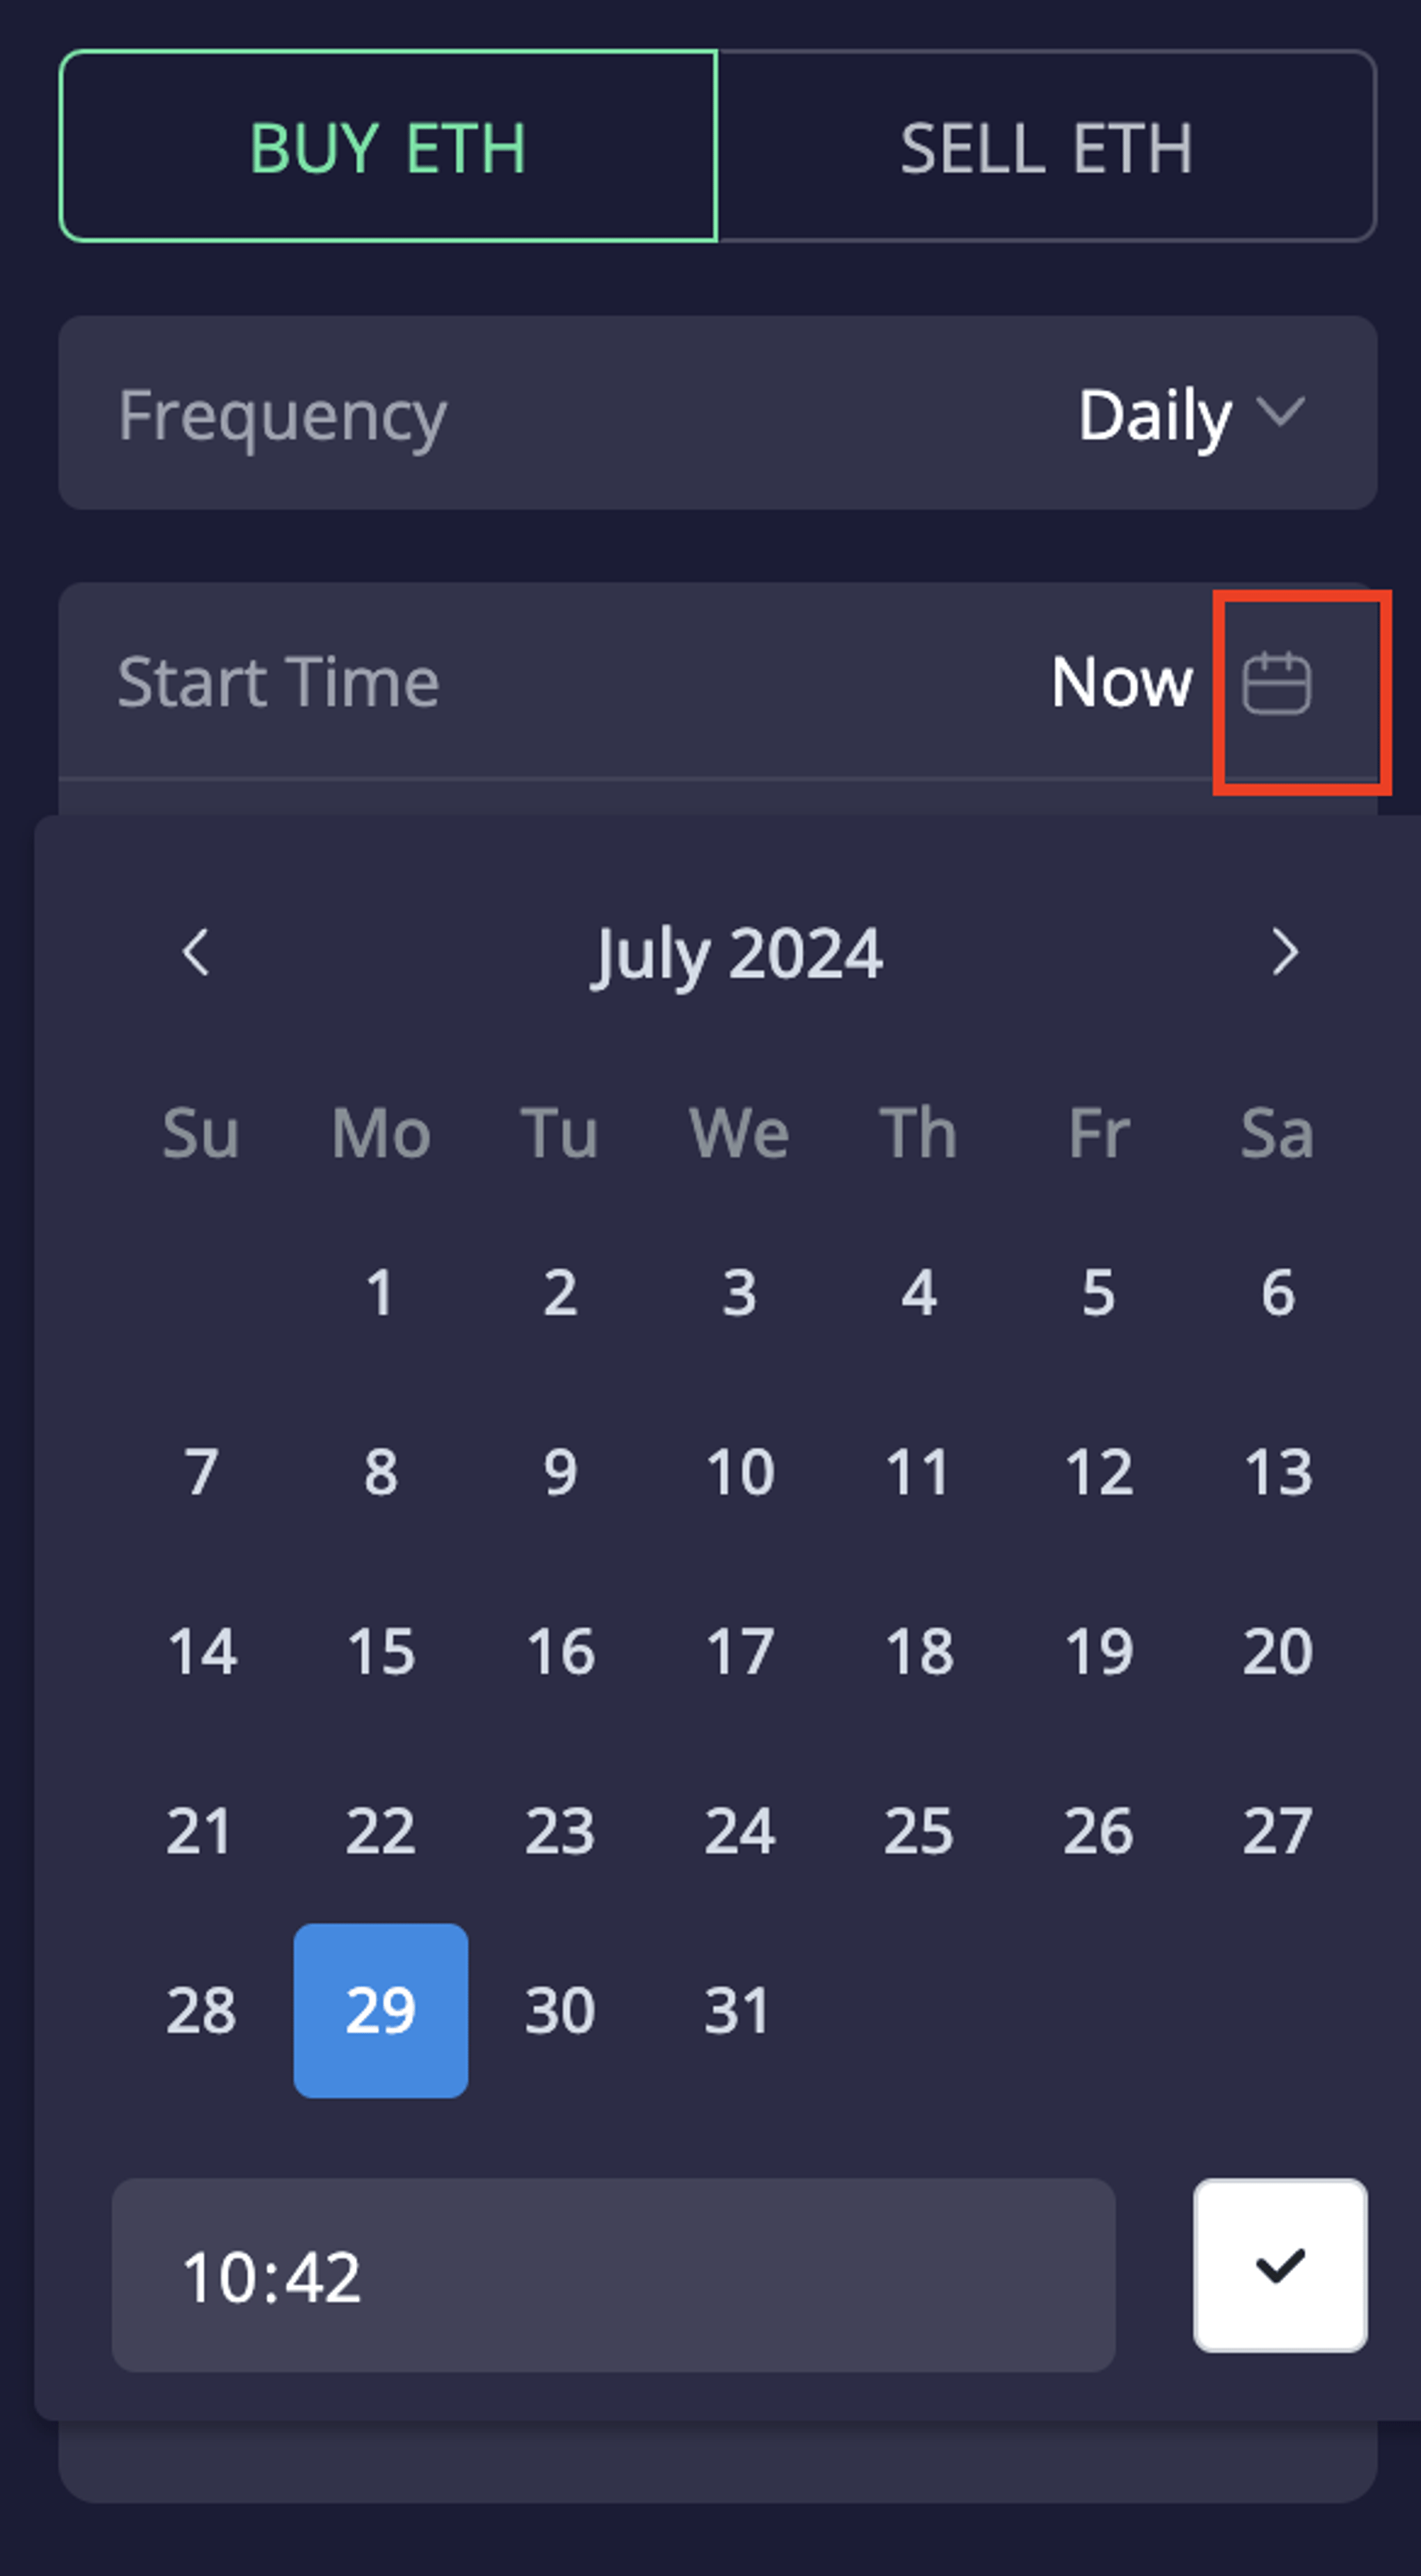 BUY ETH SELL ETH
Frequency Daily
Start Time Now
July 2024
Su Mo Tu We Th Fr Sa
1 2 3 4 5 6
7 8 9 10 11 12 13
14 15 16 17 18 19 20
21 22 23 24 25 26 27
28 29 30 31
10:42